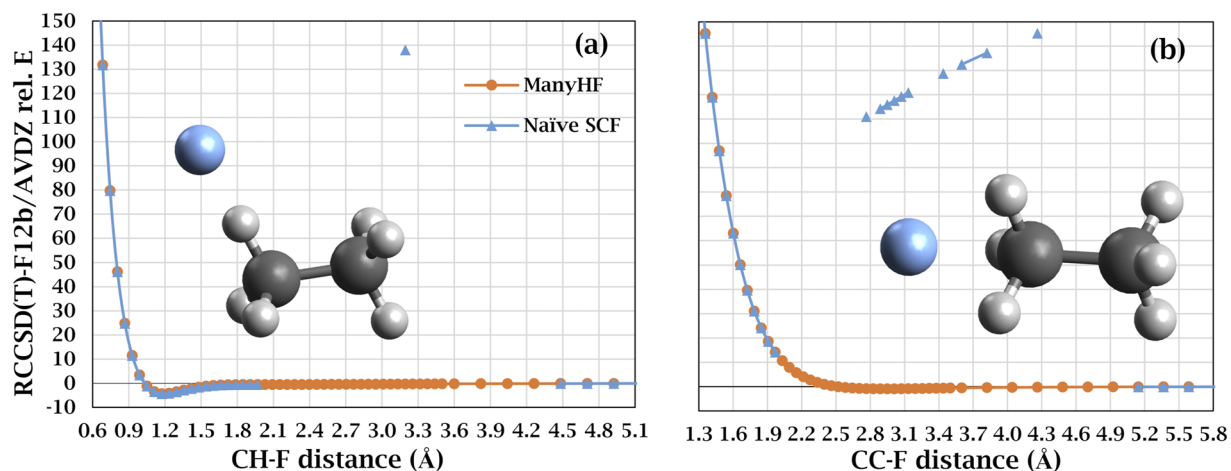 RCCSD(T)-F12b/AVDZ rel. E
150
140
130
120
110
100
90
80
70
60
50
40
30
20
10
0
-10
(a)
ManyHF
Naïve SCF
0.6 0.9 1.2 1.5 1.8 2.1 2.4 2.7 3.0 3.3 3.6 3.9 4.2 4.5 4.8 5.1
CH-F distance (Å)
(b)
1.3 1.6 1.9 2.2 2.5 2.8 3.1 3.4 3.7 4.0 4.3 4.6 4.9 5.2 5.5 5.8
CC-F distance (Å)